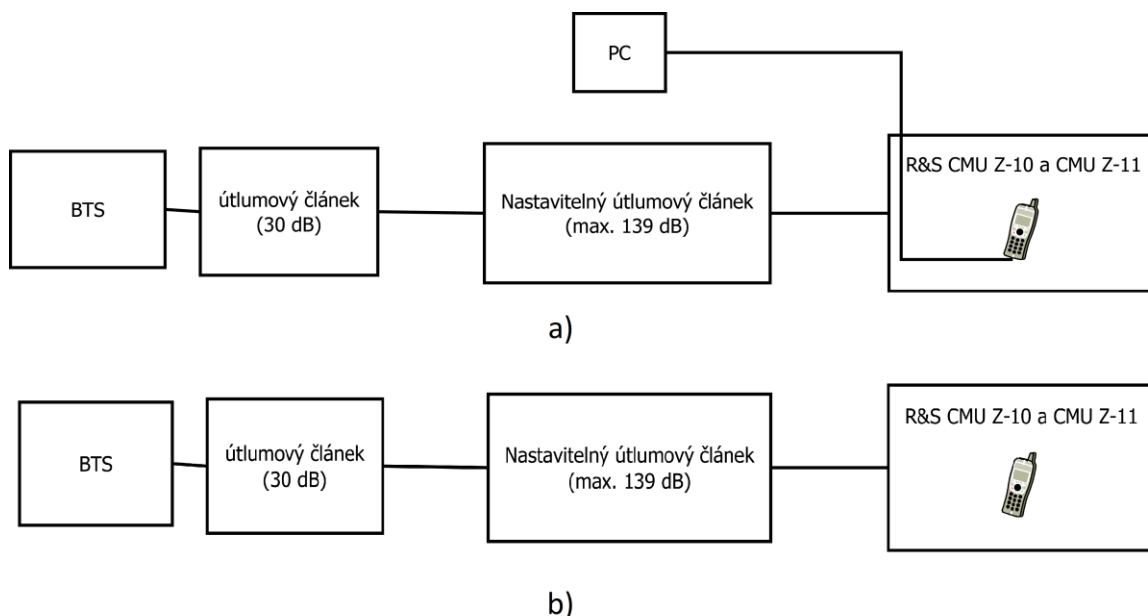 PC
BTS
útlumový článek
(30 dB)
Nastavitelný útlumový článek
(max. 139 dB)
R&S CMU Z-10 a CMU Z-11
a)
BTS
útlumový článek
(30 dB)
Nastavitelný útlumový článek
(max. 139 dB)
R&S CMU Z-10 a CMU Z-11
b)